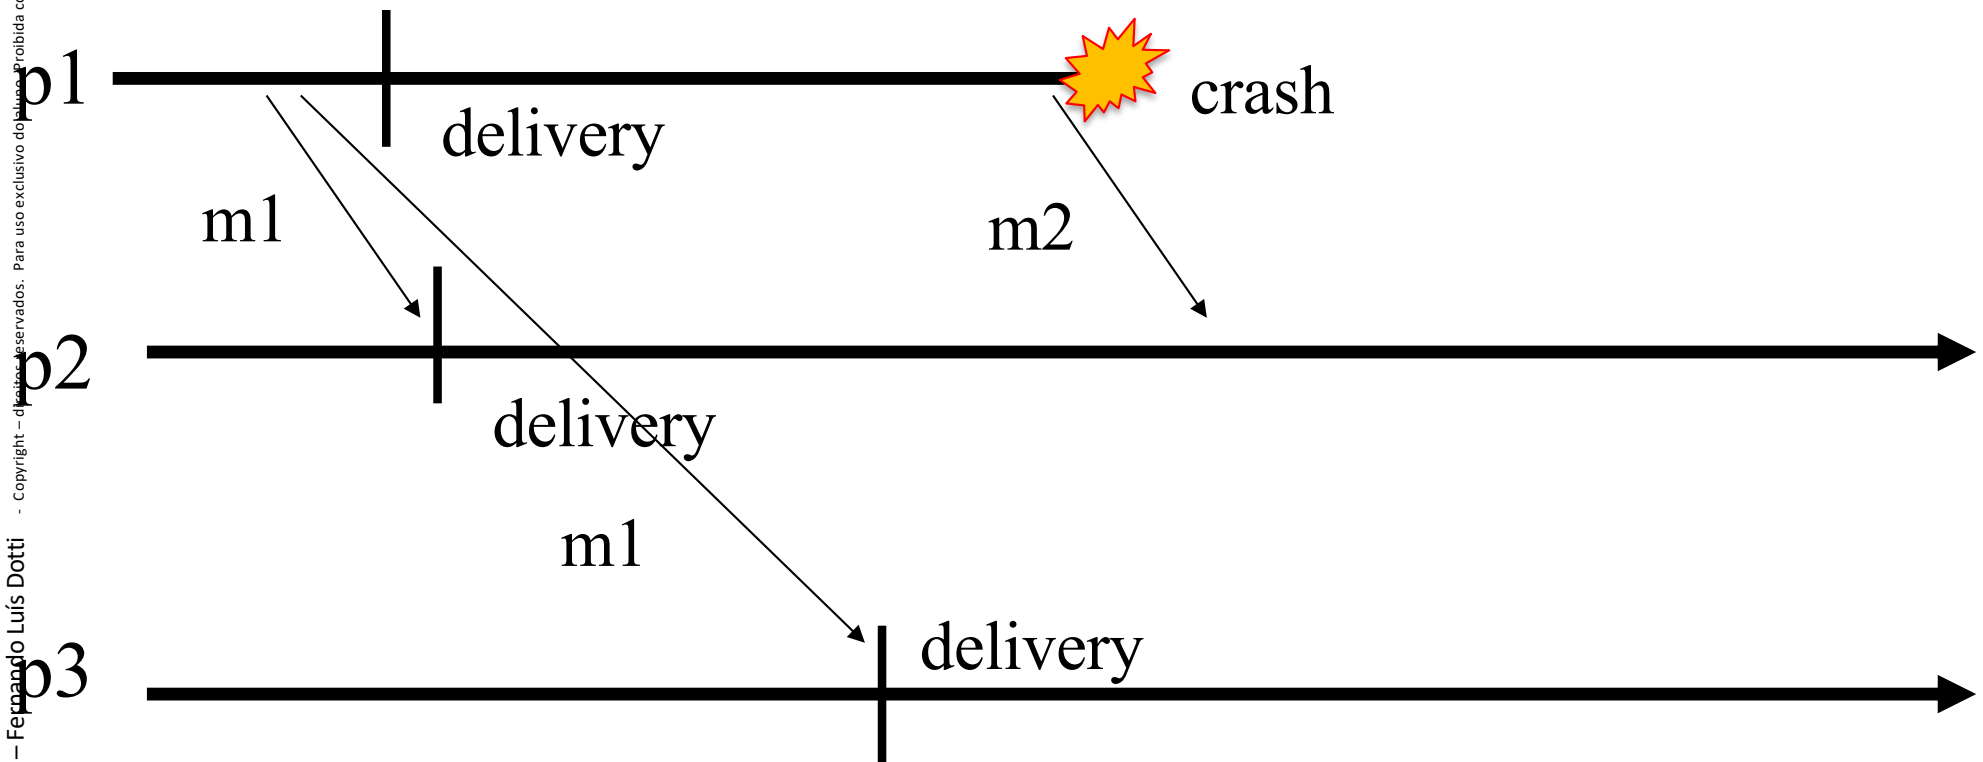 p1
crash
delivery
m1
m2
p2
delivery
m1
delivery
p3
– Fernando Luís Dotti - Copyright – direitos reservados. Para uso exclusivo do aluno. Proibida